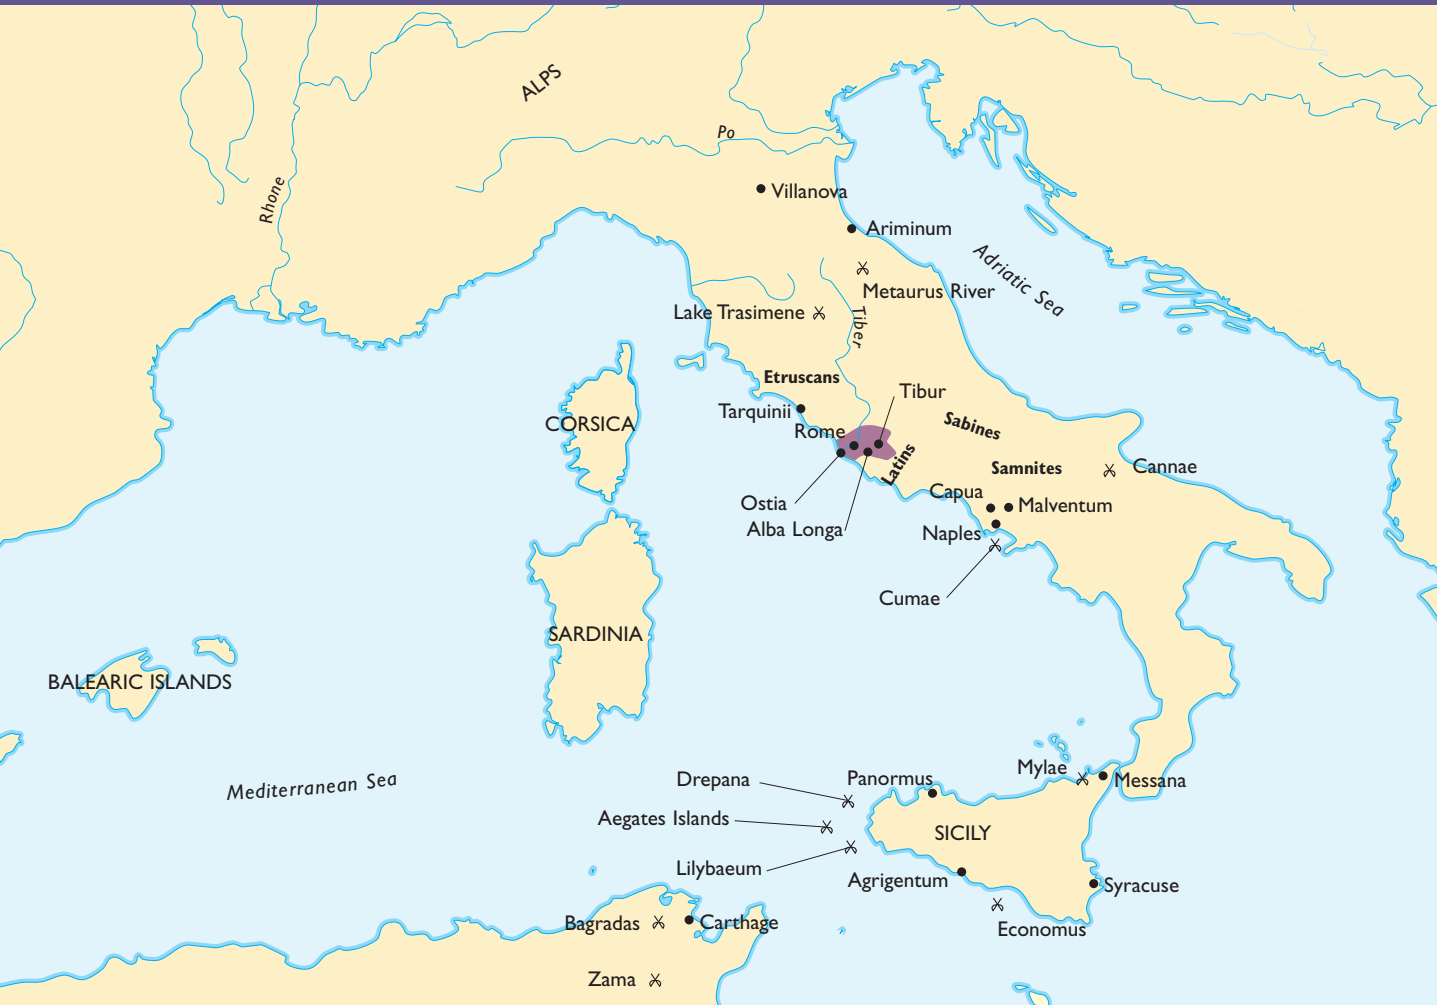 ALPS
Po
Rhone
Villanova
Ariminum
Adriatic Sea
Metaurus River
Lake Trasimene
Tiber
Etruscans
Tibur
Tarquinii
CORSICA
Sabines
Rome
Latins
Samnites
Cannae
Capua
Ostia
Malventum
Alba Longa
Naples
Cumae
SARDINIA
BALEARIC ISLANDS
Mylae
Drepana
Panormus
Messana
Mediterranean Sea
Aegates Islands
SICILY
Lilybaeum
Agrigentum
Syracuse
Bagradas
Carthage
Economus
Zama